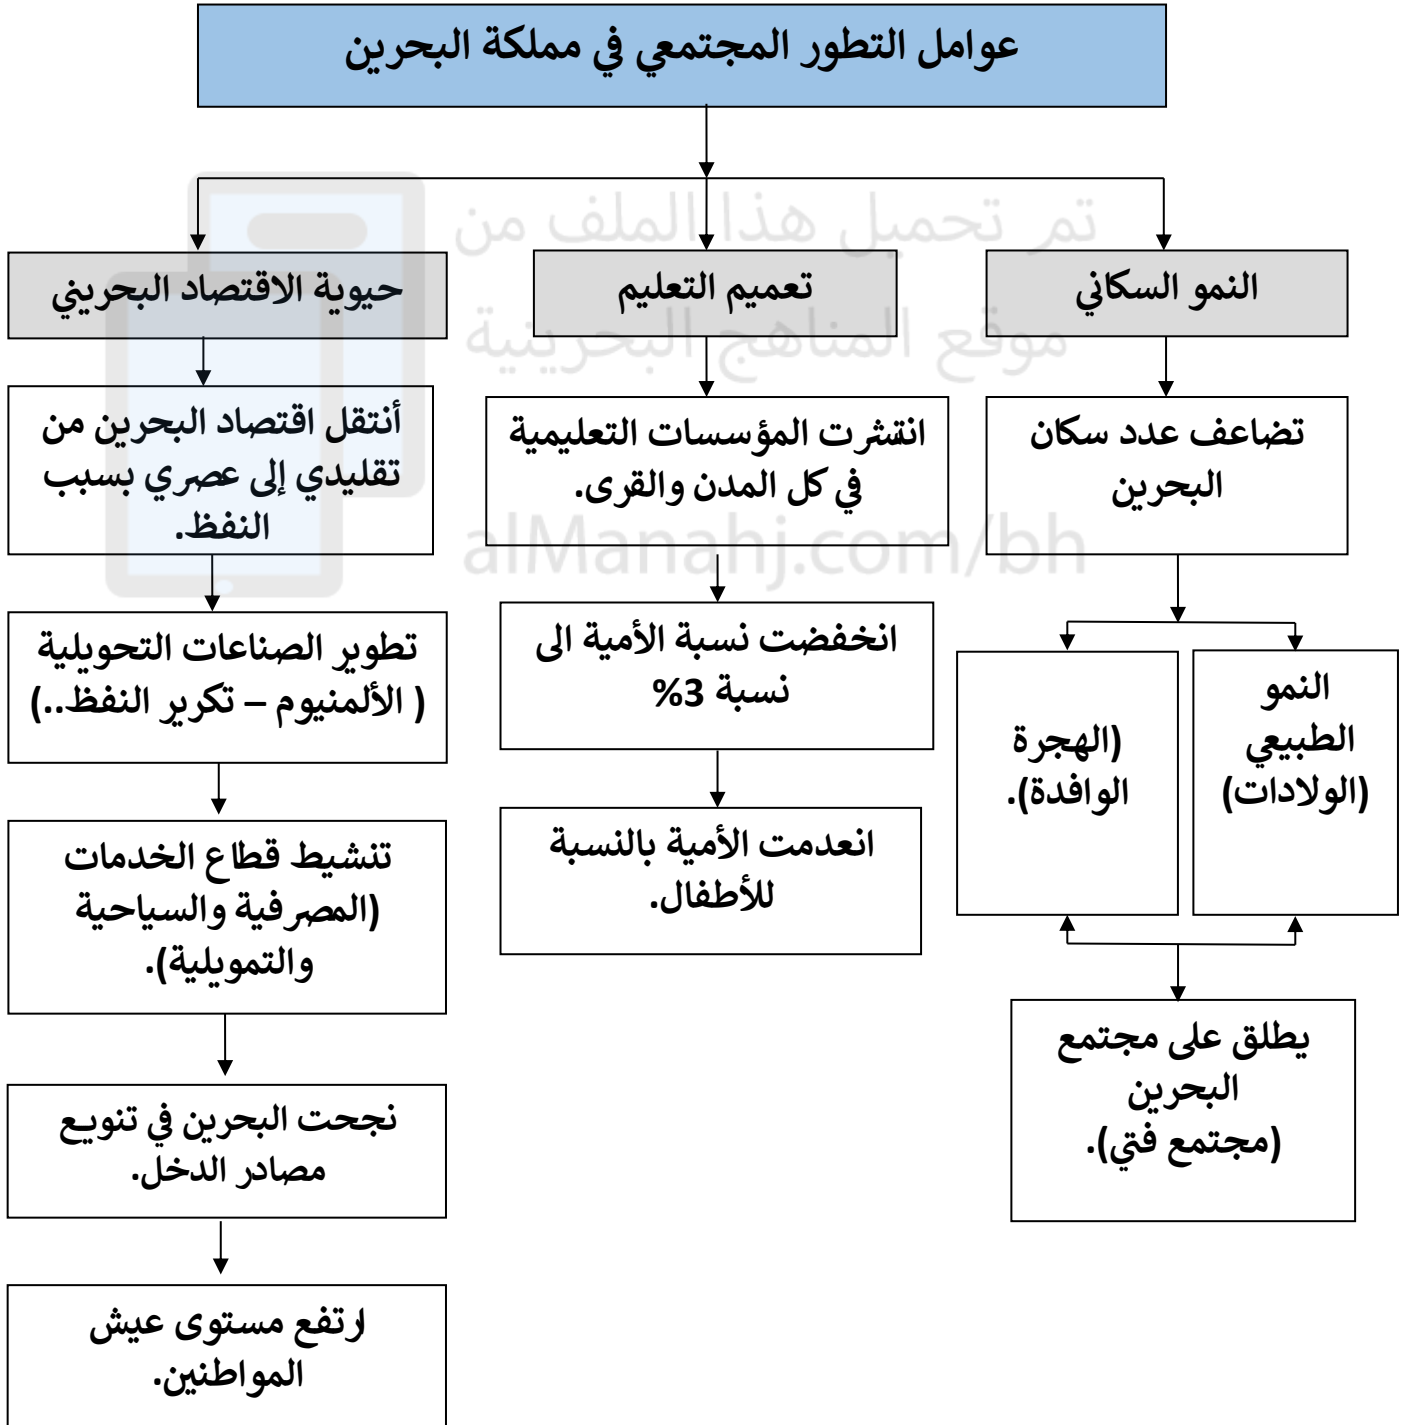 عوامل التطور المجتمعي في مملكة البحرين
تم تحميل هذا الملف من
موقع المناهج البحرينية
alManahj.com/bh
النمو السكاني
تضاعف عدد سكان
البحرين
النمو
الطبيعي
(الولادات)
(الهجرة
الوافدة).
يطلق على مجتمع
البحرين
(مجتمع فتي).
تعميم التعليم
انتشرت المؤسسات التعليمية
في كل المدن والقرى.
انخفضت نسبة الأمية الى
نسبة 3%
انعدمت الأمية بالنسبة
للأطفال.
حيوية الاقتصاد البحريني
أنتقل اقتصاد البحرين من
تقليدي إلى عصري بسبب
النفظ.
تطوير الصناعات التحويلية
( الألمنيوم – تكرير النفظ..)
تنشيط قطاع الخدمات
(المصرفية والسياحية
والتمويلية).
نجحت البحرين في تنويع
مصادر الدخل.
ارتفع مستوى عيش
المواطنين.